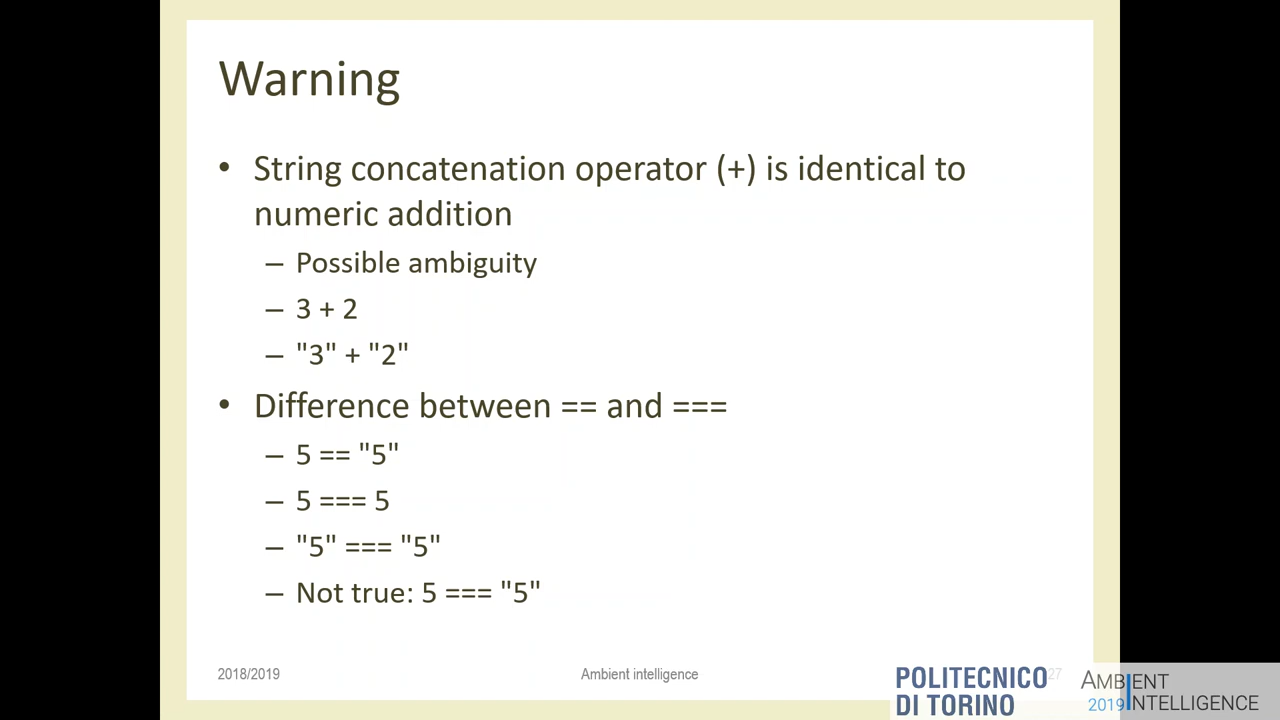 Warning
• String concatenation operator (+) is identical to
numeric addition
– Possible ambiguity
– 3 + 2
– "3" + "2"
• Difference between == and ===
– 5 == "5"
– 5 === 5
– "5" === "5"
– Not true: 5 === "5"
2018/2019
Ambient intelligence
27
POLITECNICO
DI TORINO
AMBIENT
2019 INTELLIGENCE